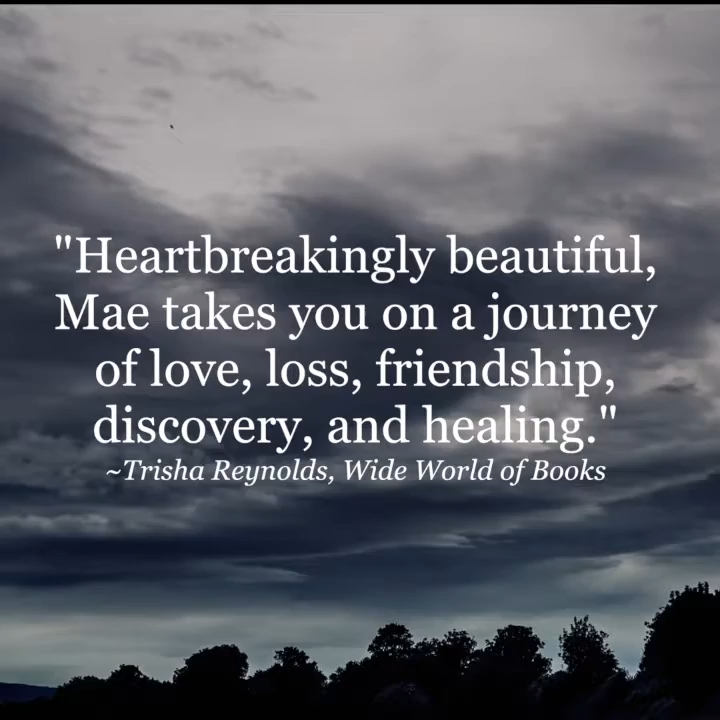 "Heartbreakingly beautiful,
Mae takes you on a journey
of love, loss, friendship,
discovery, and healing."
~Trisha Reynolds, Wide World of Books